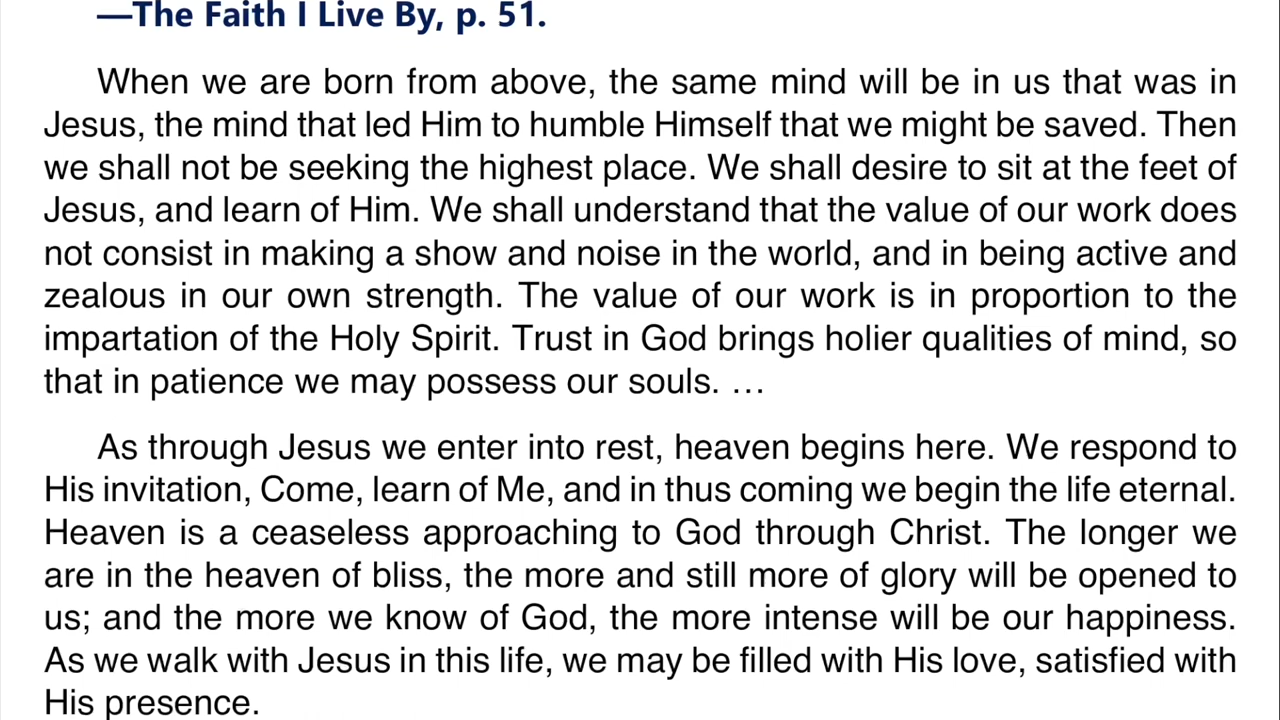 —The Faith I Live By, p. 51.
When we are born from above, the same mind will be in us that was in
Jesus, the mind that led Him to humble Himself that we might be saved. Then
we shall not be seeking the highest place. We shall desire to sit at the feet of
Jesus, and learn of Him. We shall understand that the value of our work does
not consist in making a show and noise in the world, and in being active and
zealous in our own strength. The value of our work is in proportion to the
impartation of the Holy Spirit. Trust in God brings holier qualities of mind, so
that in patience we may possess our souls. …
As through Jesus we enter into rest, heaven begins here. We respond to
His invitation, Come, learn of Me, and in thus coming we begin the life eternal.
Heaven is a ceaseless approaching to God through Christ. The longer we
are in the heaven of bliss, the more and still more of glory will be opened to
us; and the more we know of God, the more intense will be our happiness.
As we walk with Jesus in this life, we may be filled with His love, satisfied with
His presence.